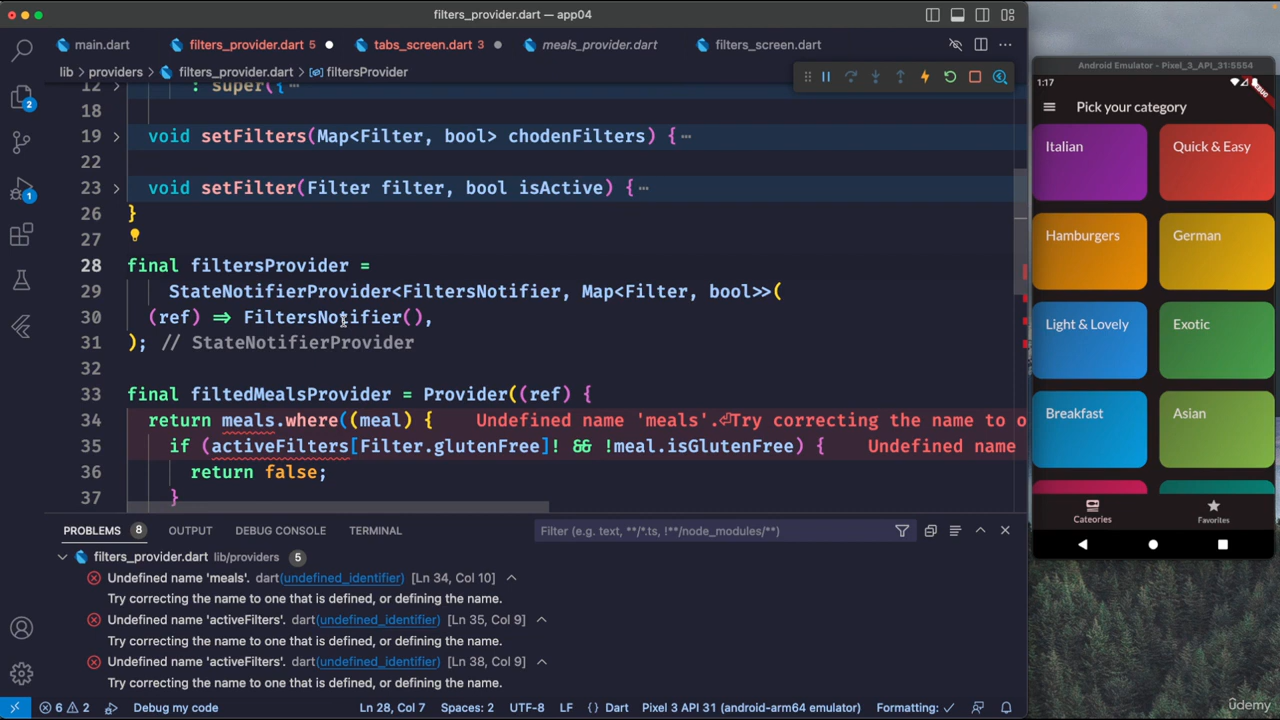 filters_provider.dart — app04
main.dart
filters_provider.dart 5
tabs_screen.dart 3
meals_provider.dart
filters_screen.dart
lib > providers > filters_provider.dart > filtersProvider
12 : super({
18
19 void setFilters(Map<Filter, bool> chodenFilters) {
22
23 void setFilter(Filter filter, bool isActive) {
26 }
27
28 final filtersProvider =
29 StateNotifierProvider<FiltersNotifier, Map<Filter, bool>>(
30 (ref) => FiltersNotifier(),
31 ); // StateNotifierProvider
32
33 final filtedMealsProvider = Provider((ref) {
34 return meals.where((meal) { Undefined name 'meals'.⏎Try correcting the name to o
35 if (activeFilters[Filter.glutenFree]! && !meal.isGlutenFree) { Undefined name
36 return false;
37 }
PROBLEMS 8 OUTPUT DEBUG CONSOLE TERMINAL
Filter (e.g. text, **/*.ts, !**/node_modules/**)
filters_provider.dart lib/providers 5
Undefined name 'meals'. dart(undefined_identifier) [Ln 34, Col 10]
Try correcting the name to one that is defined, or defining the name.
Undefined name 'activeFilters'. dart(undefined_identifier) [Ln 35, Col 9]
Try correcting the name to one that is defined, or defining the name.
Undefined name 'activeFilters'. dart(undefined_identifier) [Ln 38, Col 9]
Try correcting the name to one that is defined, or defining the name.
6 2 Debug my code Ln 28, Col 7 Spaces: 2 UTF-8 LF {} Dart Pixel 3 API 31 (android-arm64 emulator) Formatting: ✓
2
1
Android Emulator - Pixel_3_API_31:5554
1:17
DEBUG
Pick your category
Italian
Quick & Easy
Hamburgers
German
Light & Lovely
Exotic
Breakfast
Asian
Cateories
Favorites
ûdemy